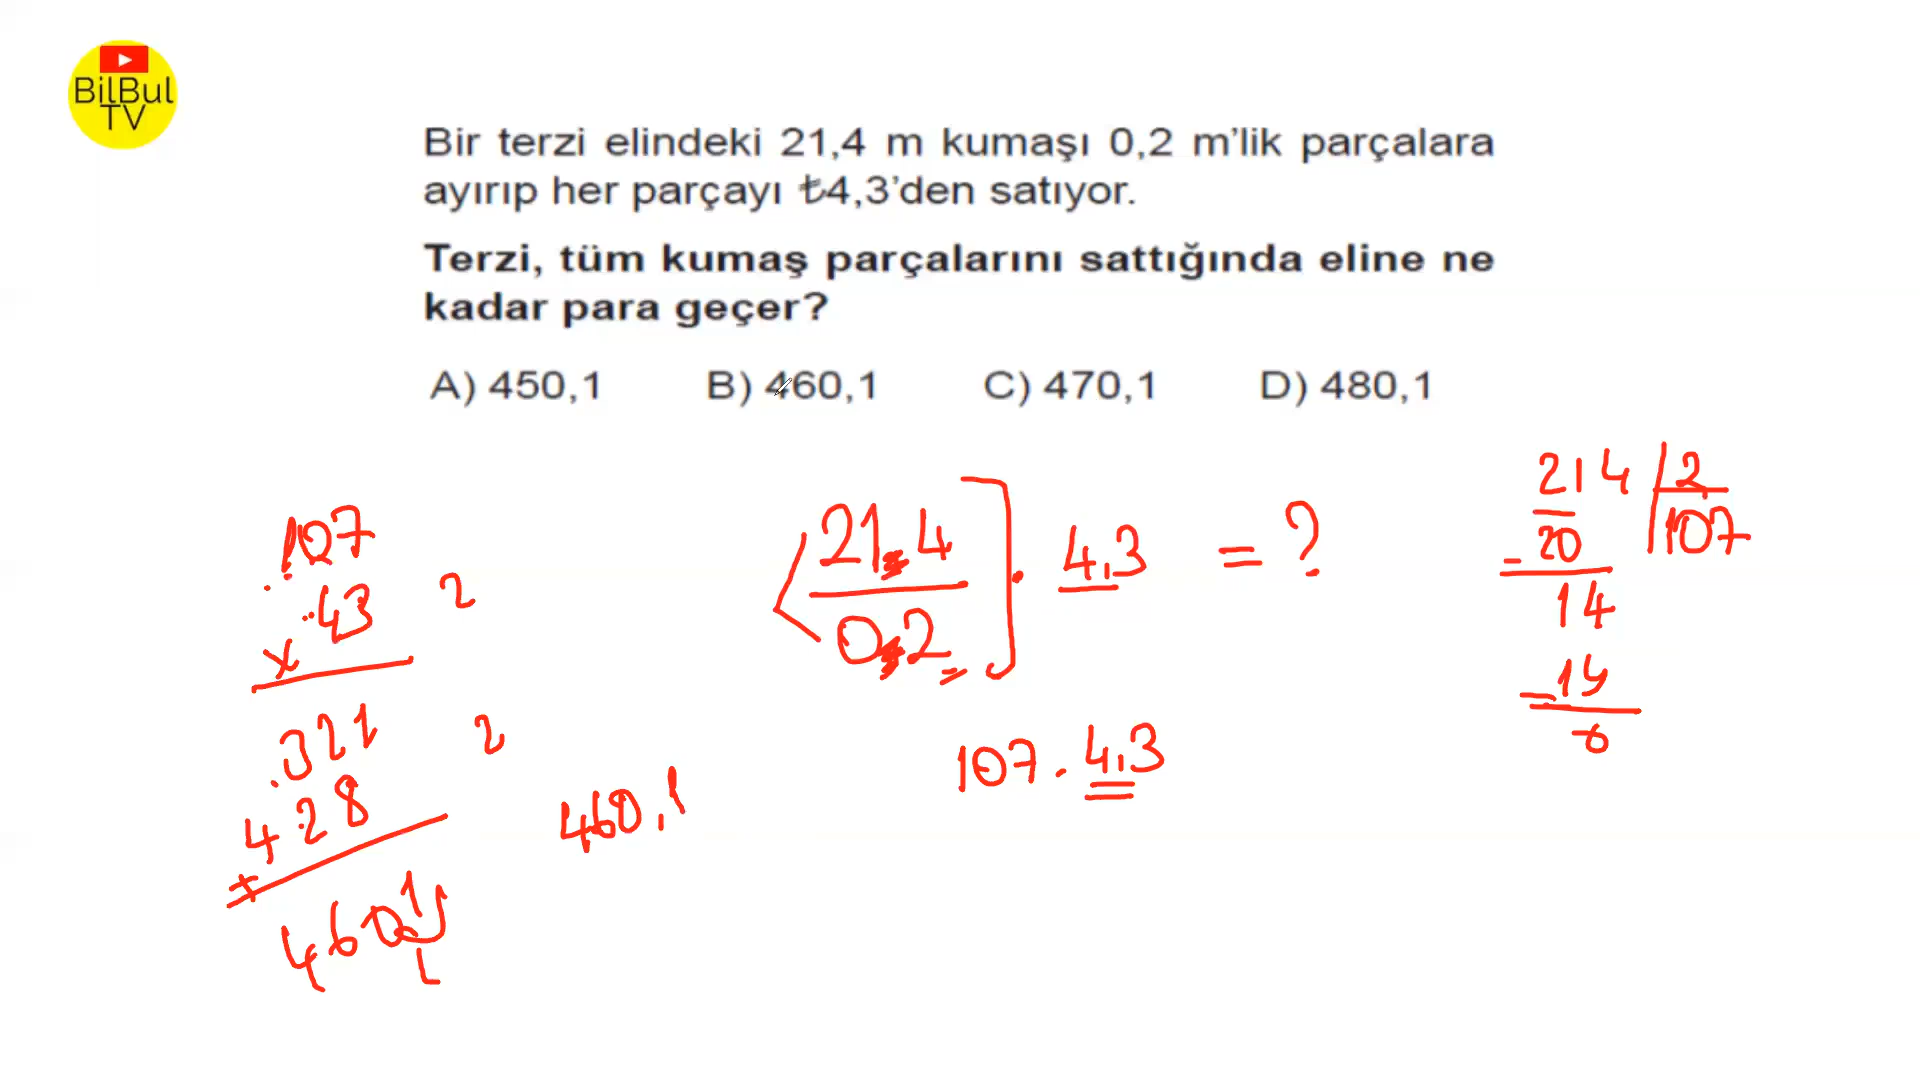 BilBul
TV
Bir terzi elindeki 21,4 m kumaşı 0,2 m'lik parçalara
ayırıp her parçayı ₺4,3'den satıyor.
Terzi, tüm kumaş parçalarını sattığında eline ne
kadar para geçer?
A) 450,1 B) 460,1 C) 470,1 D) 480,1
107
x 43 2
321 2
+ 428
4601
460,1
21,4
0,2
. 4,3 = ?
107 . 4,3
214 2
- 20 107
14
- 14
0